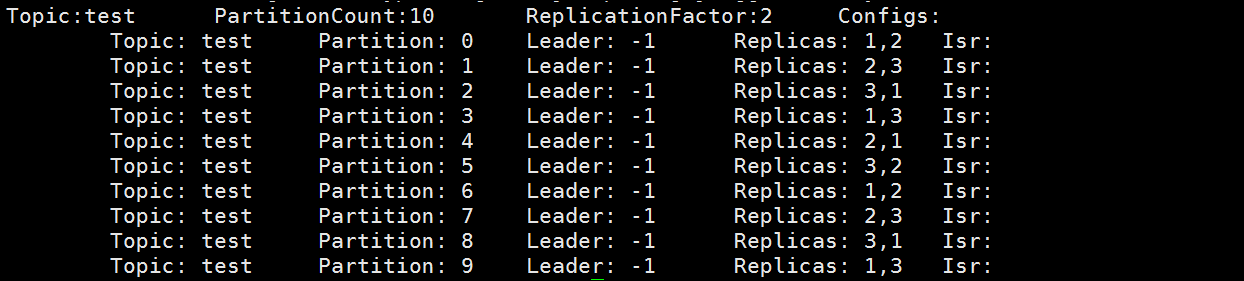 Topic:test PartitionCount:10 ReplicationFactor:2 Configs:
Topic: test Partition: 0 Leader: -1 Replicas: 1,2 Isr:
Topic: test Partition: 1 Leader: -1 Replicas: 2,3 Isr:
Topic: test Partition: 2 Leader: -1 Replicas: 3,1 Isr:
Topic: test Partition: 3 Leader: -1 Replicas: 1,3 Isr:
Topic: test Partition: 4 Leader: -1 Replicas: 2,1 Isr:
Topic: test Partition: 5 Leader: -1 Replicas: 3,2 Isr:
Topic: test Partition: 6 Leader: -1 Replicas: 1,2 Isr:
Topic: test Partition: 7 Leader: -1 Replicas: 2,3 Isr:
Topic: test Partition: 8 Leader: -1 Replicas: 3,1 Isr:
Topic: test Partition: 9 Leader: -1 Replicas: 1,3 Isr: